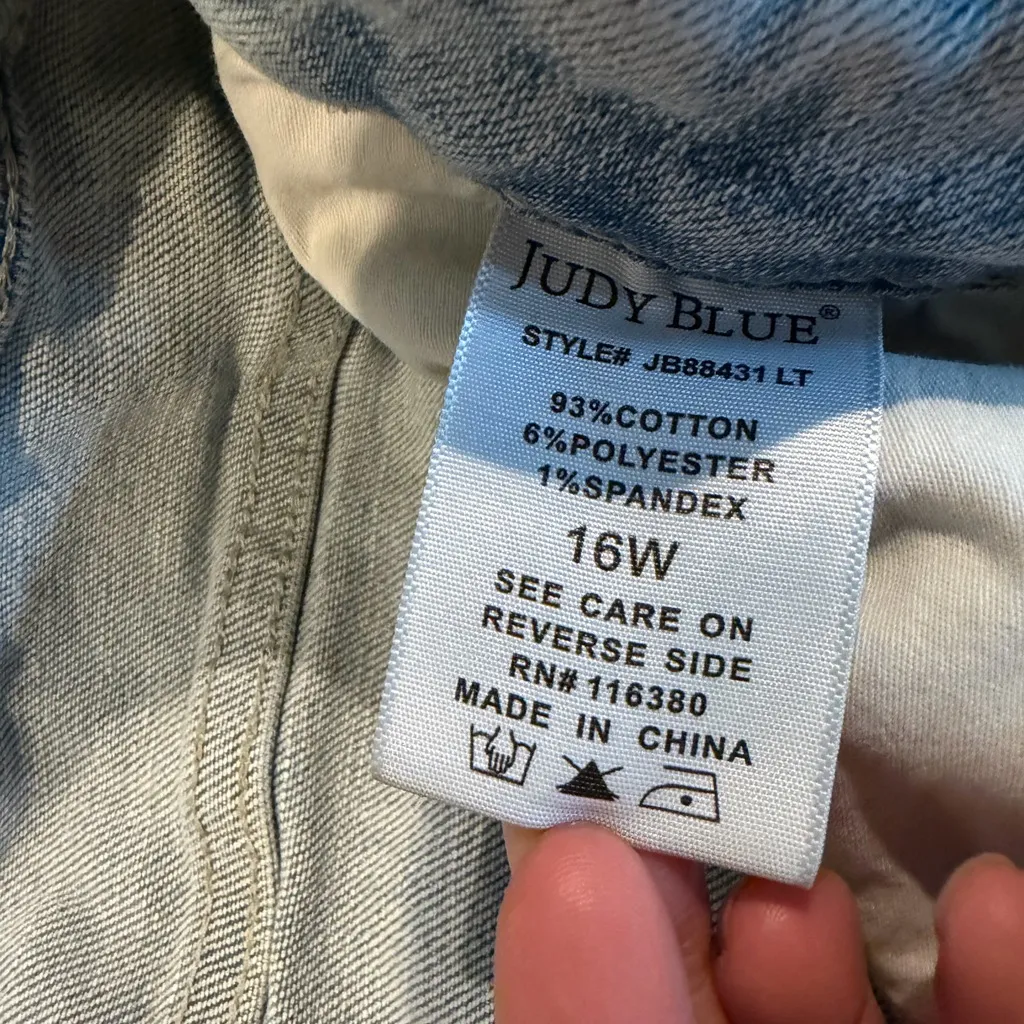 JUDY BLUE®
STYLE# JB88431 LT
93%COTTON
6%POLYESTER
1%SPANDEX
16W
SEE CARE ON
REVERSE SIDE
RN# 116380
MADE IN CHINA